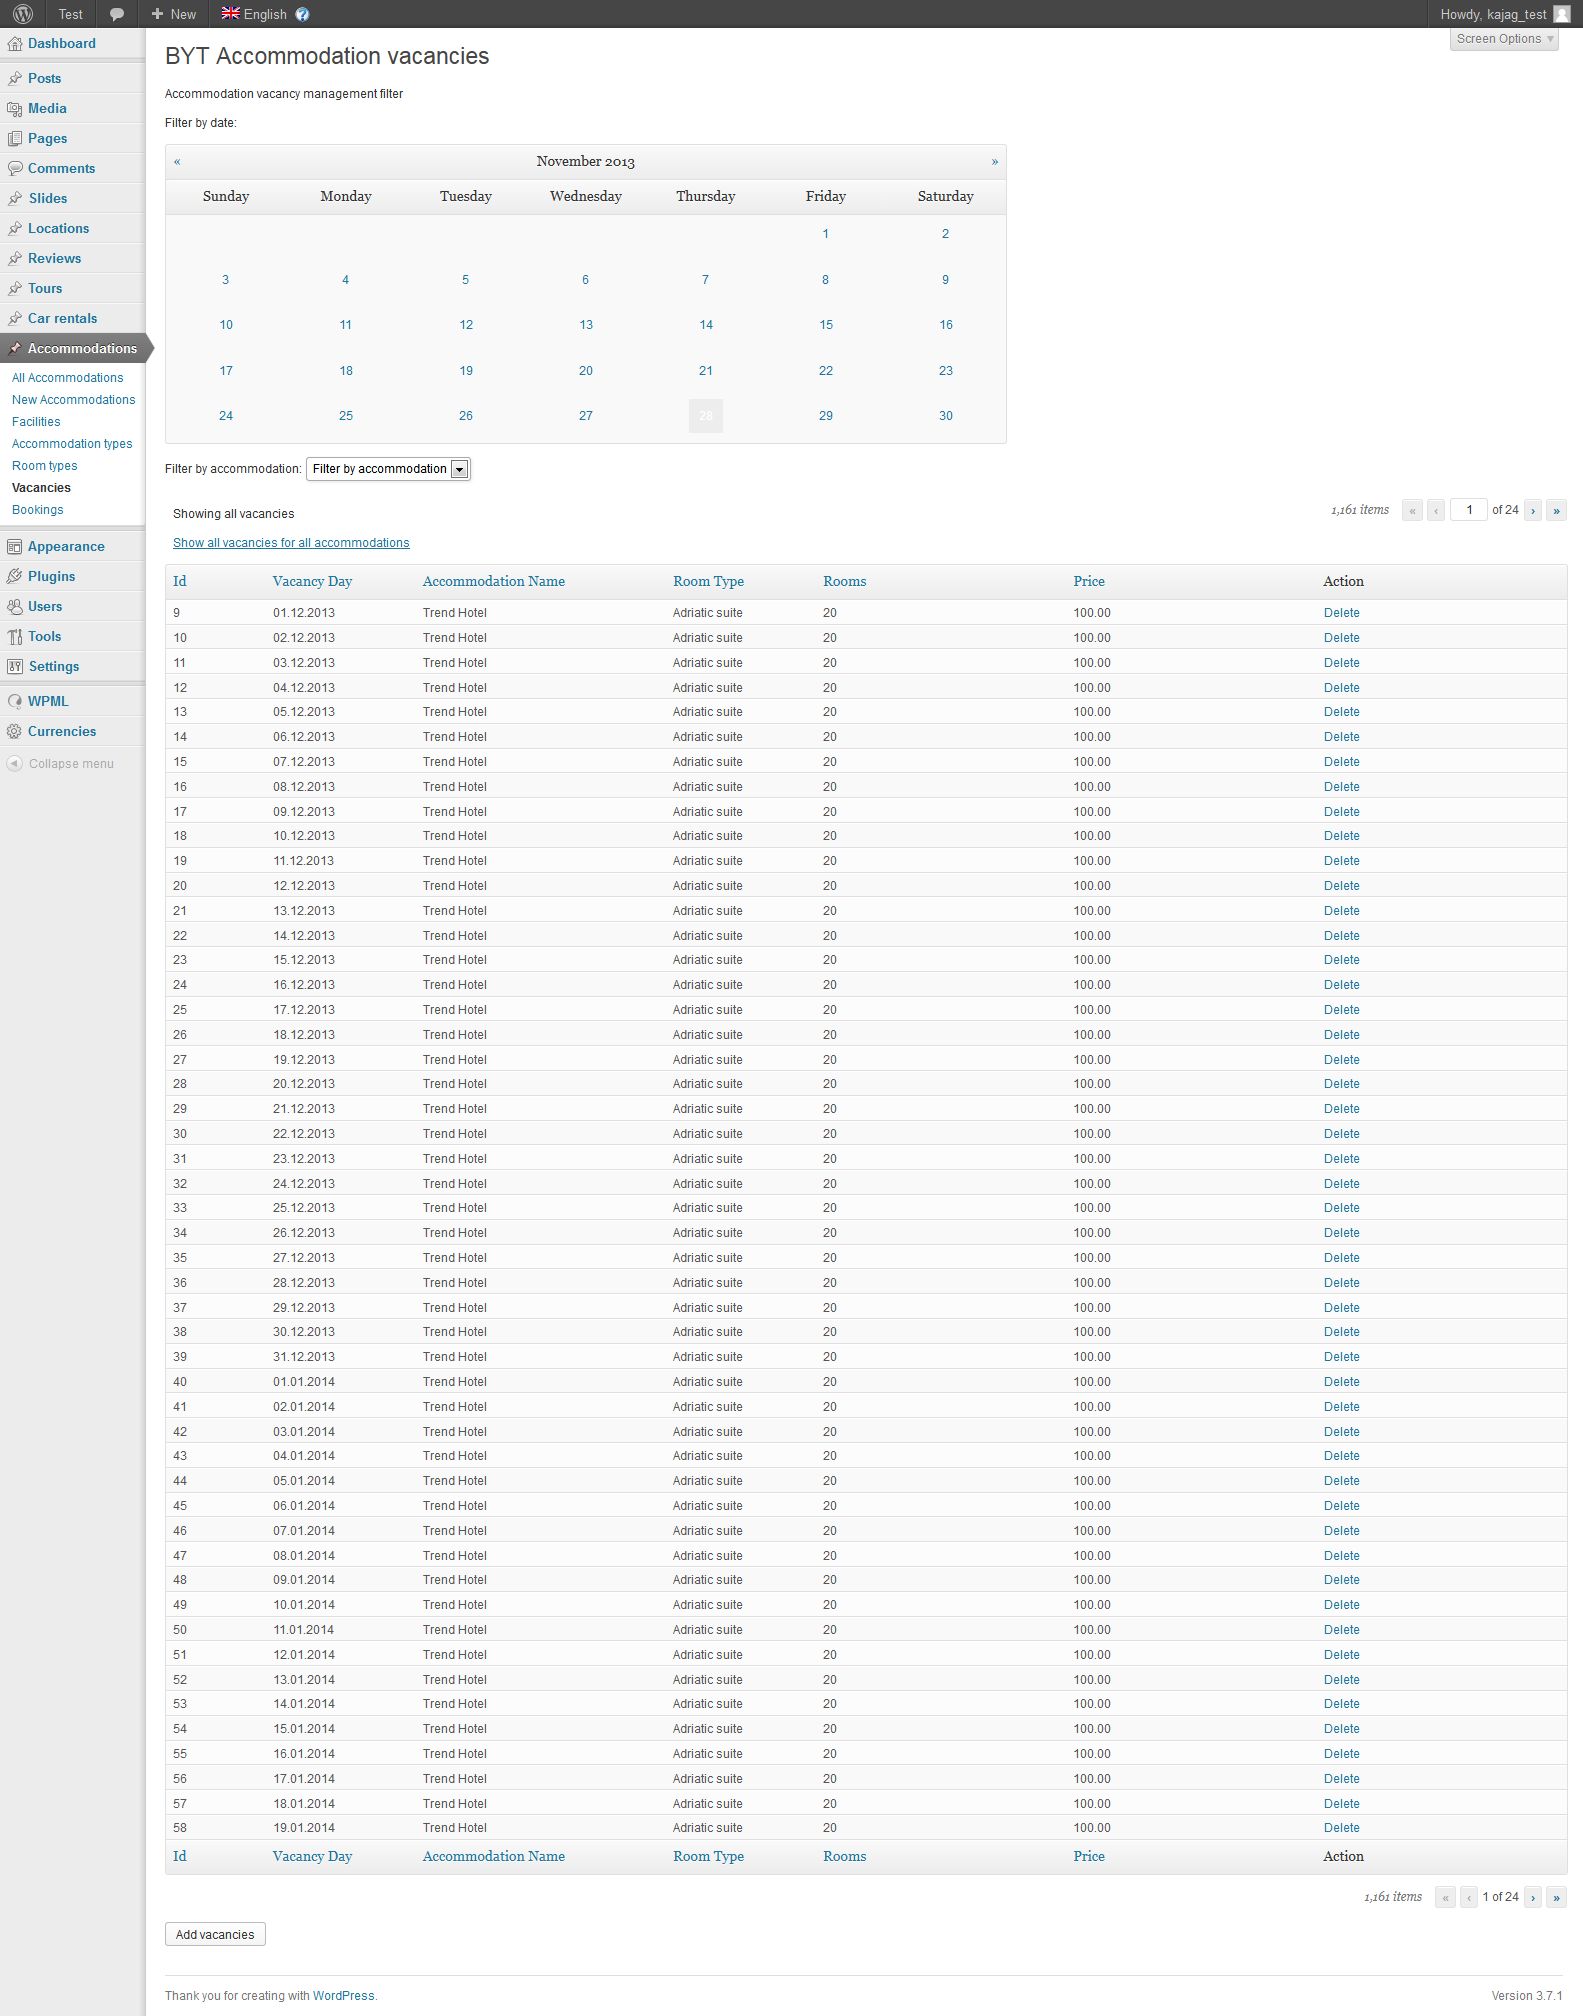 Test New English Howdy, kajag_test
Screen Options
Dashboard
Posts
Media
Pages
Comments
Slides
Locations
Reviews
Tours
Car rentals
Accommodations
All Accommodations
New Accommodations
Facilities
Accommodation types
Room types
Vacancies
Bookings
Appearance
Plugins
Users
Tools
Settings
WPML
Currencies
Collapse menu
BYT Accommodation vacancies
Accommodation vacancy management filter
Filter by date:
« November 2013 »
Sunday Monday Tuesday Wednesday Thursday Friday Saturday
1 2
3 4 5 6 7 8 9
10 11 12 13 14 15 16
17 18 19 20 21 22 23
24 25 26 27 28 29 30
Filter by accommodation: Filter by accommodation
Showing all vacancies 1,161 items « ‹ 1 of 24 › »
Show all vacancies for all accommodations
Id Vacancy Day Accommodation Name Room Type Rooms Price Action
9 01.12.2013 Trend Hotel Adriatic suite 20 100.00 Delete
10 02.12.2013 Trend Hotel Adriatic suite 20 100.00 Delete
11 03.12.2013 Trend Hotel Adriatic suite 20 100.00 Delete
12 04.12.2013 Trend Hotel Adriatic suite 20 100.00 Delete
13 05.12.2013 Trend Hotel Adriatic suite 20 100.00 Delete
14 06.12.2013 Trend Hotel Adriatic suite 20 100.00 Delete
15 07.12.2013 Trend Hotel Adriatic suite 20 100.00 Delete
16 08.12.2013 Trend Hotel Adriatic suite 20 100.00 Delete
17 09.12.2013 Trend Hotel Adriatic suite 20 100.00 Delete
18 10.12.2013 Trend Hotel Adriatic suite 20 100.00 Delete
19 11.12.2013 Trend Hotel Adriatic suite 20 100.00 Delete
20 12.12.2013 Trend Hotel Adriatic suite 20 100.00 Delete
21 13.12.2013 Trend Hotel Adriatic suite 20 100.00 Delete
22 14.12.2013 Trend Hotel Adriatic suite 20 100.00 Delete
23 15.12.2013 Trend Hotel Adriatic suite 20 100.00 Delete
24 16.12.2013 Trend Hotel Adriatic suite 20 100.00 Delete
25 17.12.2013 Trend Hotel Adriatic suite 20 100.00 Delete
26 18.12.2013 Trend Hotel Adriatic suite 20 100.00 Delete
27 19.12.2013 Trend Hotel Adriatic suite 20 100.00 Delete
28 20.12.2013 Trend Hotel Adriatic suite 20 100.00 Delete
29 21.12.2013 Trend Hotel Adriatic suite 20 100.00 Delete
30 22.12.2013 Trend Hotel Adriatic suite 20 100.00 Delete
31 23.12.2013 Trend Hotel Adriatic suite 20 100.00 Delete
32 24.12.2013 Trend Hotel Adriatic suite 20 100.00 Delete
33 25.12.2013 Trend Hotel Adriatic suite 20 100.00 Delete
34 26.12.2013 Trend Hotel Adriatic suite 20 100.00 Delete
35 27.12.2013 Trend Hotel Adriatic suite 20 100.00 Delete
36 28.12.2013 Trend Hotel Adriatic suite 20 100.00 Delete
37 29.12.2013 Trend Hotel Adriatic suite 20 100.00 Delete
38 30.12.2013 Trend Hotel Adriatic suite 20 100.00 Delete
39 31.12.2013 Trend Hotel Adriatic suite 20 100.00 Delete
40 01.01.2014 Trend Hotel Adriatic suite 20 100.00 Delete
41 02.01.2014 Trend Hotel Adriatic suite 20 100.00 Delete
42 03.01.2014 Trend Hotel Adriatic suite 20 100.00 Delete
43 04.01.2014 Trend Hotel Adriatic suite 20 100.00 Delete
44 05.01.2014 Trend Hotel Adriatic suite 20 100.00 Delete
45 06.01.2014 Trend Hotel Adriatic suite 20 100.00 Delete
46 07.01.2014 Trend Hotel Adriatic suite 20 100.00 Delete
47 08.01.2014 Trend Hotel Adriatic suite 20 100.00 Delete
48 09.01.2014 Trend Hotel Adriatic suite 20 100.00 Delete
49 10.01.2014 Trend Hotel Adriatic suite 20 100.00 Delete
50 11.01.2014 Trend Hotel Adriatic suite 20 100.00 Delete
51 12.01.2014 Trend Hotel Adriatic suite 20 100.00 Delete
52 13.01.2014 Trend Hotel Adriatic suite 20 100.00 Delete
53 14.01.2014 Trend Hotel Adriatic suite 20 100.00 Delete
54 15.01.2014 Trend Hotel Adriatic suite 20 100.00 Delete
55 16.01.2014 Trend Hotel Adriatic suite 20 100.00 Delete
56 17.01.2014 Trend Hotel Adriatic suite 20 100.00 Delete
57 18.01.2014 Trend Hotel Adriatic suite 20 100.00 Delete
58 19.01.2014 Trend Hotel Adriatic suite 20 100.00 Delete
Id Vacancy Day Accommodation Name Room Type Rooms Price Action
1,161 items « ‹ 1 of 24 › »
Add vacancies
Thank you for creating with WordPress. Version 3.7.1